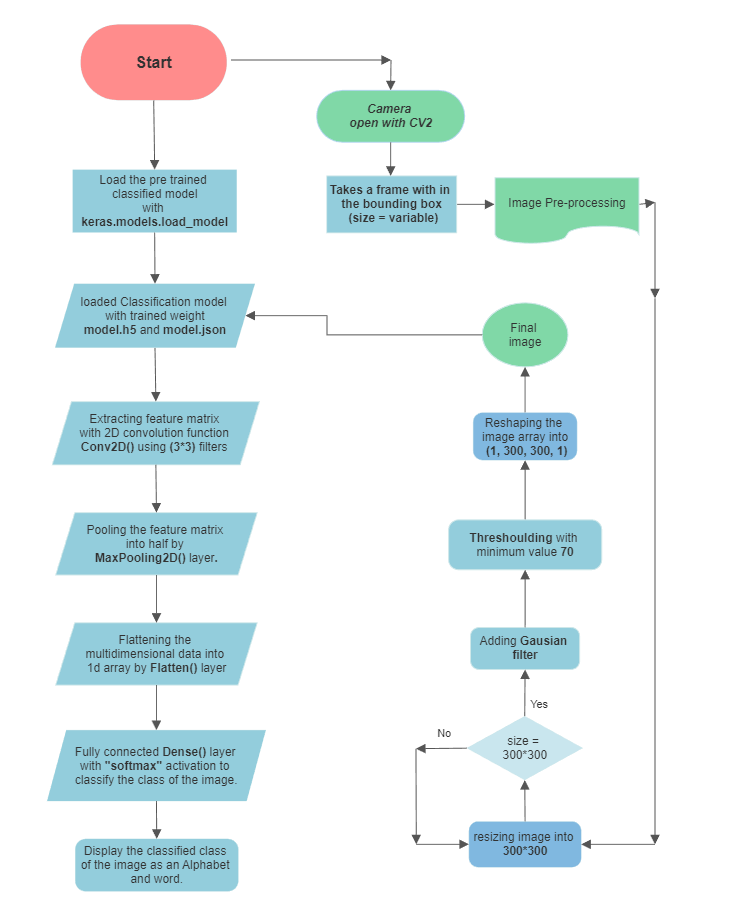 Start
Camera
open with CV2
Load the pre trained
classified model
with
keras.models.load_model
Takes a frame with in
the bounding box
(size = variable)
Image Pre-processing
loaded Classification model
with trained weight
model.h5 and model.json
Final
image
Extracting feature matrix
with 2D convolution function
Conv2D() using (3*3) filters
Reshaping the
image array into
(1, 300, 300, 1)
Pooling the feature matrix
into half by
MaxPooling2D() layer.
Threshoulding with
minimum value 70
Flattening the
multidimensional data into
1d array by Flatten() layer
Adding Gausian
filter
Yes
No
size =
300*300
Fully connected Dense() layer
with "softmax" activation to
classify the class of the image.
resizing image into
300*300
Display the classified class
of the image as an Alphabet
and word.